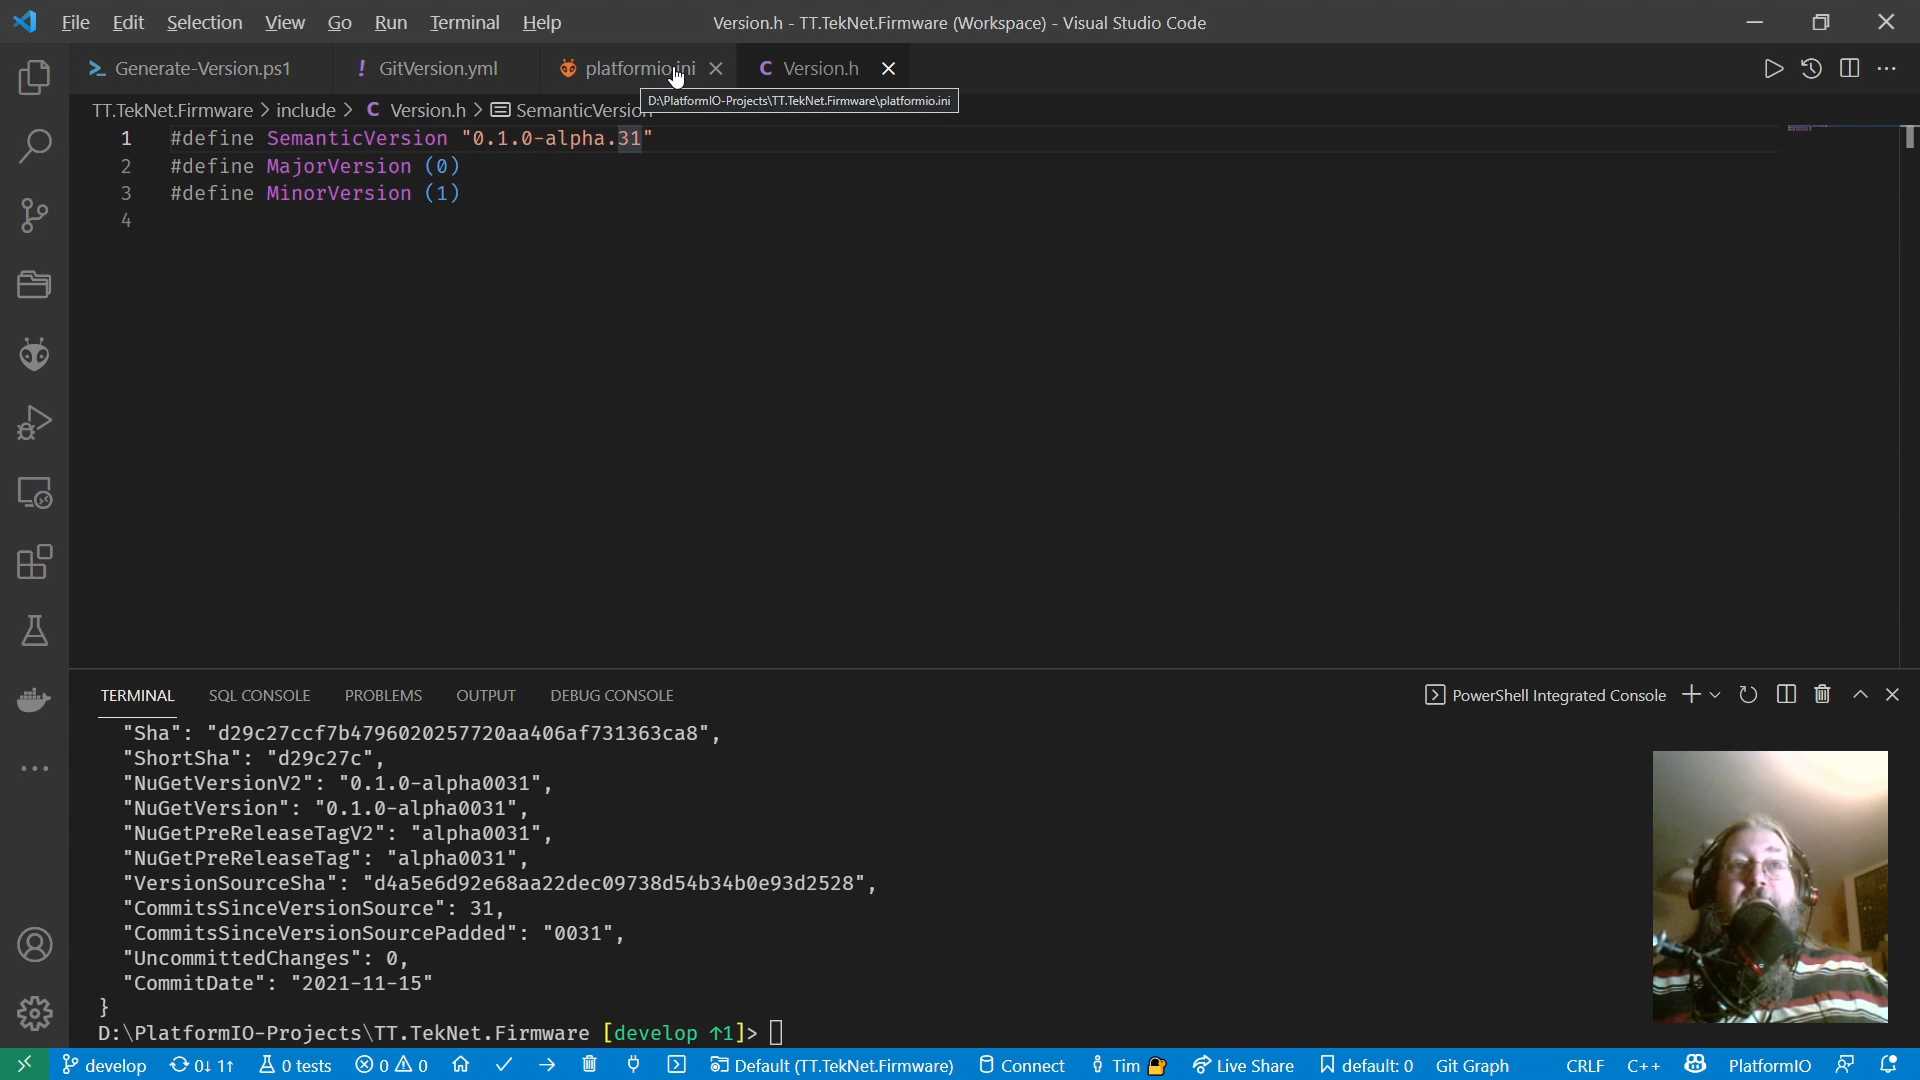 File Edit Selection View Go Run Terminal Help
Version.h - TT.TekNet.Firmware (Workspace) - Visual Studio Code
Generate-Version.ps1
! GitVersion.yml
platformio.ini
C Version.h
TT.TekNet.Firmware > include > C Version.h > SemanticVersion
D:\PlatformIO-Projects\TT.TekNet.Firmware\platformio.ini
1 #define SemanticVersion "0.1.0-alpha.31"
2 #define MajorVersion (0)
3 #define MinorVersion (1)
4
TERMINAL SQL CONSOLE PROBLEMS OUTPUT DEBUG CONSOLE
PowerShell Integrated Console
"Sha": "d29c27ccf7b4796020257720aa406af731363ca8",
"ShortSha": "d29c27c",
"NuGetVersionV2": "0.1.0-alpha0031",
"NuGetVersion": "0.1.0-alpha0031",
"NuGetPreReleaseTagV2": "alpha0031",
"NuGetPreReleaseTag": "alpha0031",
"VersionSourceSha": "d4a5e6d92e68aa22dec09738d54b34b0e93d2528",
"CommitsSinceVersionSource": 31,
"CommitsSinceVersionSourcePadded": "0031",
"UncommittedChanges": 0,
"CommitDate": "2021-11-15"
}
D:\PlatformIO-Projects\TT.TekNet.Firmware [develop ↑1]>
develop 0↓ 1↑ 0 tests 0 0 Default (TT.TekNet.Firmware) Connect Tim Live Share default: 0 Git Graph CRLF C++ PlatformIO